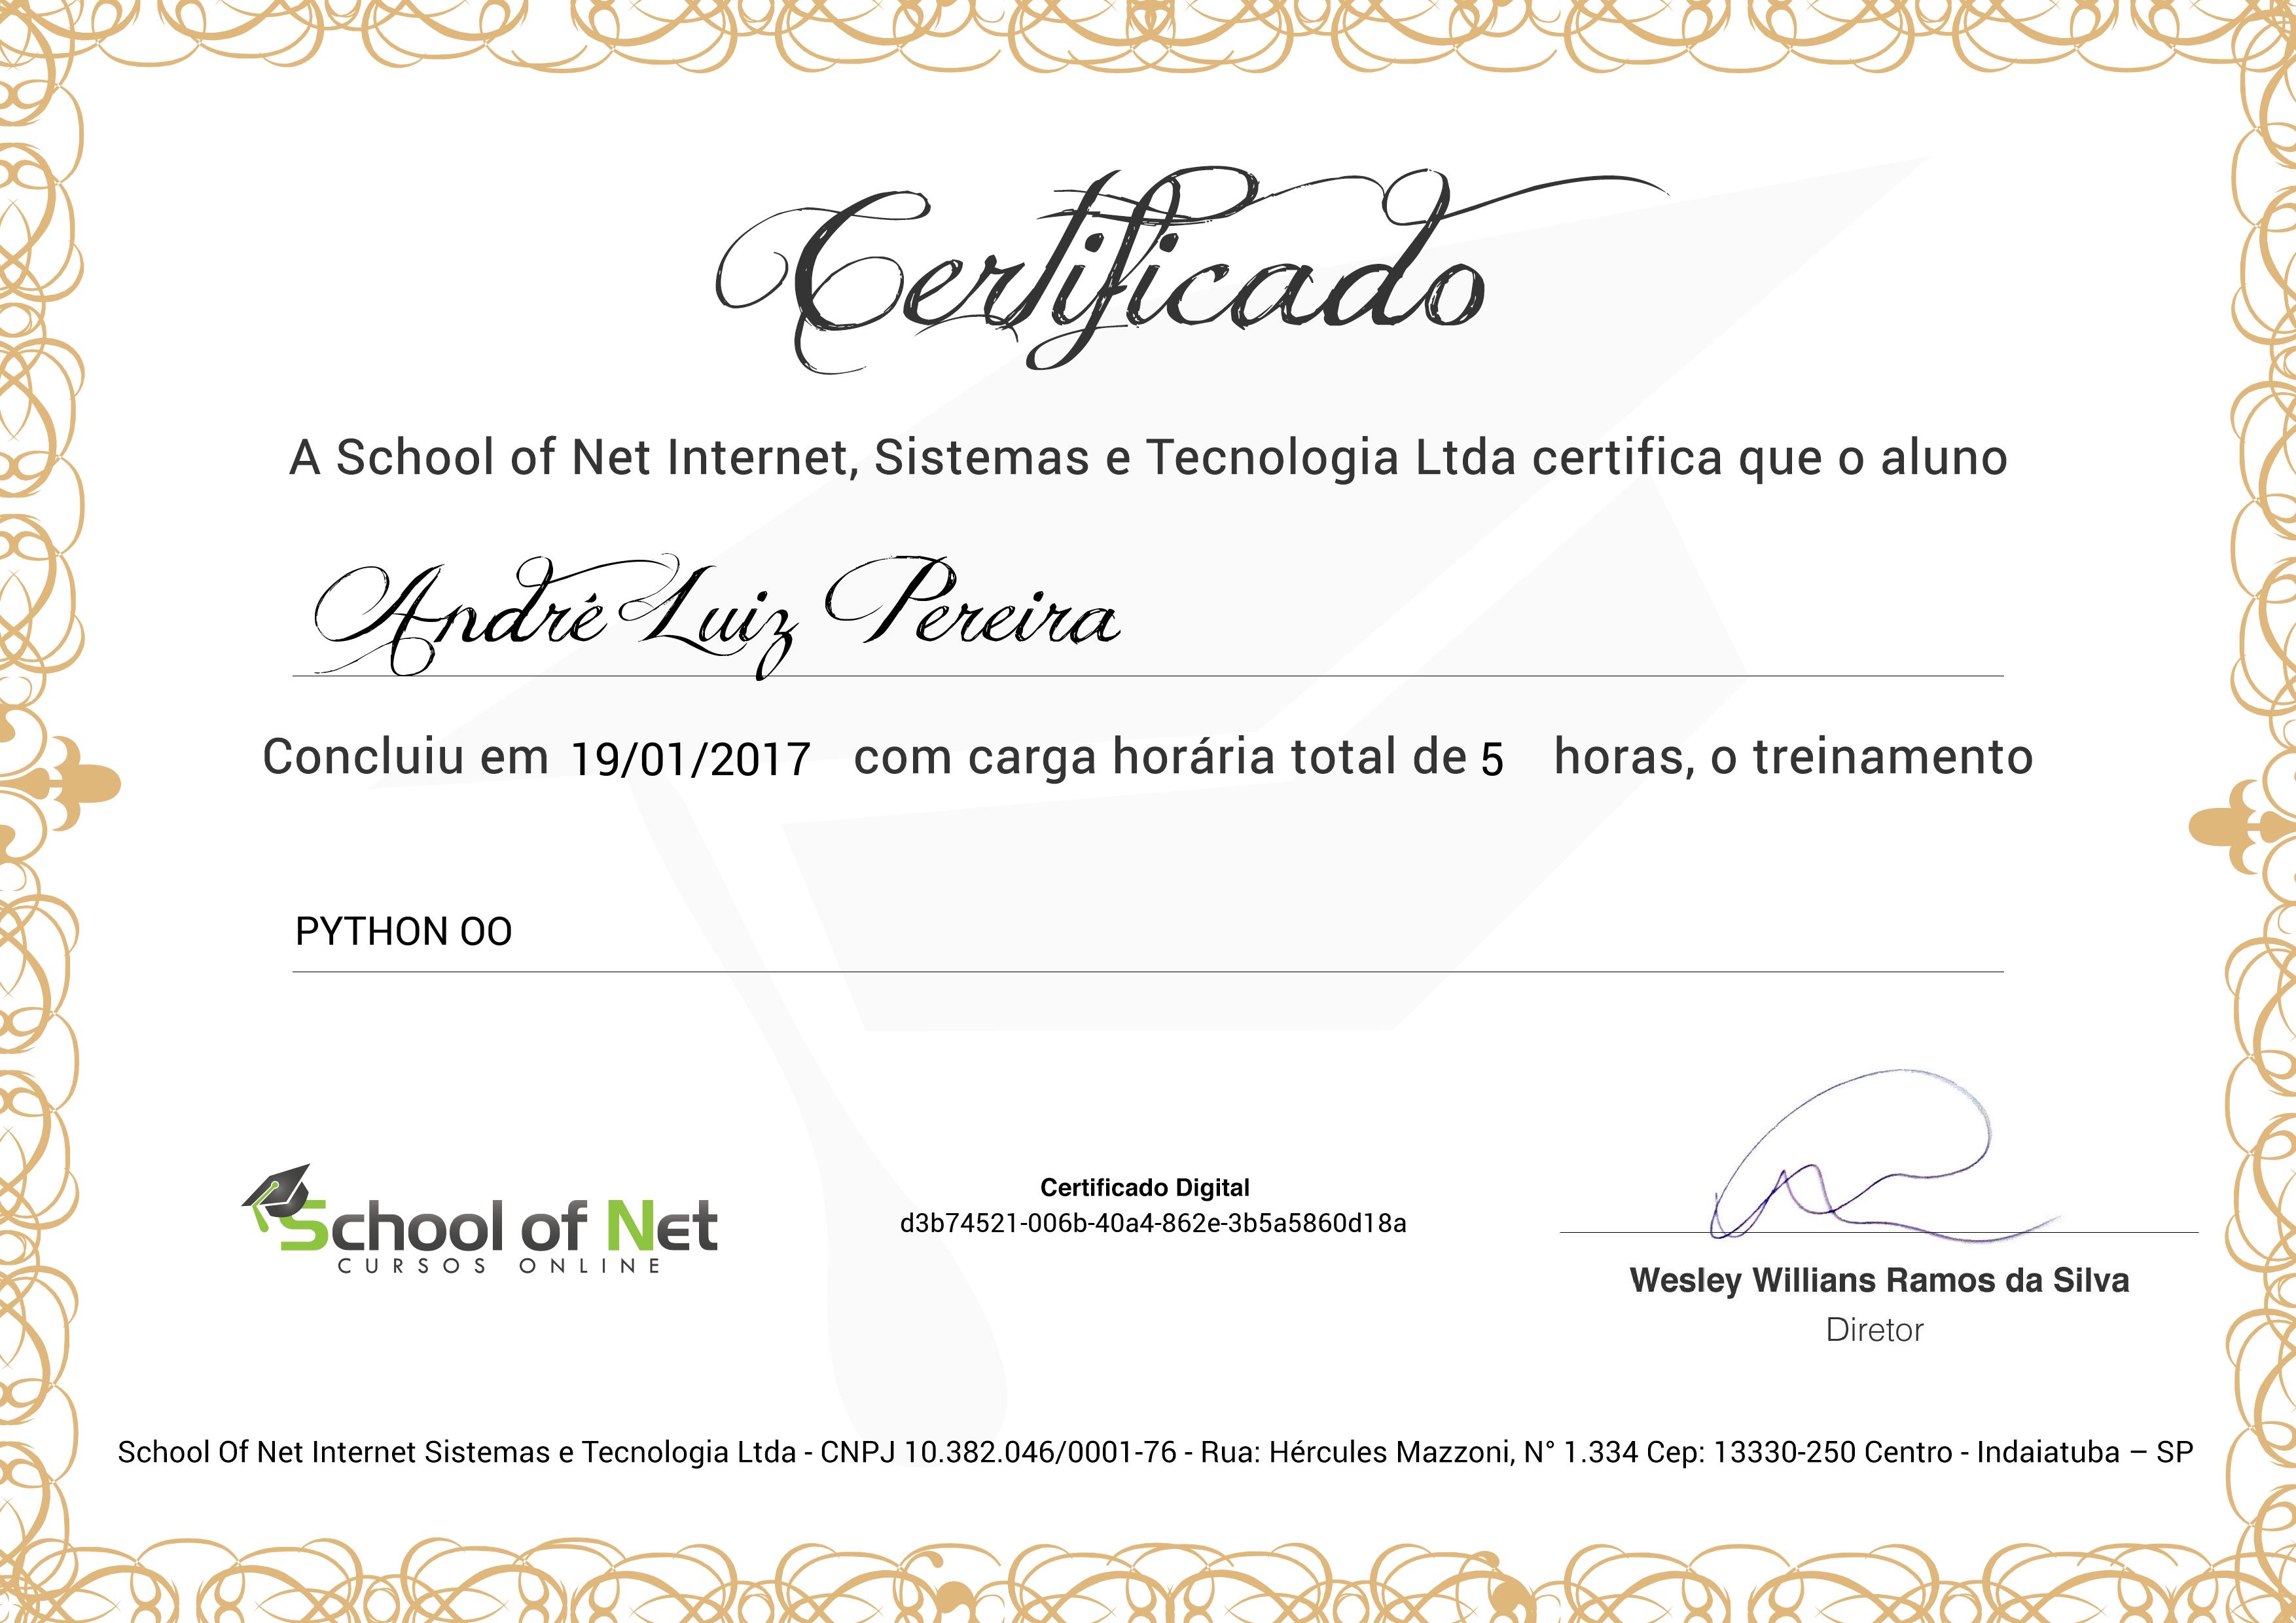 Certificado
A School of Net Internet, Sistemas e Tecnologia Ltda certifica que o aluno
André Luiz Pereira
Concluiu em 19/01/2017 com carga horária total de 5 horas, o treinamento
PYTHON OO
School of Net
CURSOS ONLINE
Certificado Digital
d3b74521-006b-40a4-862e-3b5a5860d18a
Wesley Willians Ramos da Silva
Diretor
School Of Net Internet Sistemas e Tecnologia Ltda - CNPJ 10.382.046/0001-76 - Rua: Hércules Mazzoni, N° 1.334 Cep: 13330-250 Centro - Indaiatuba – SP